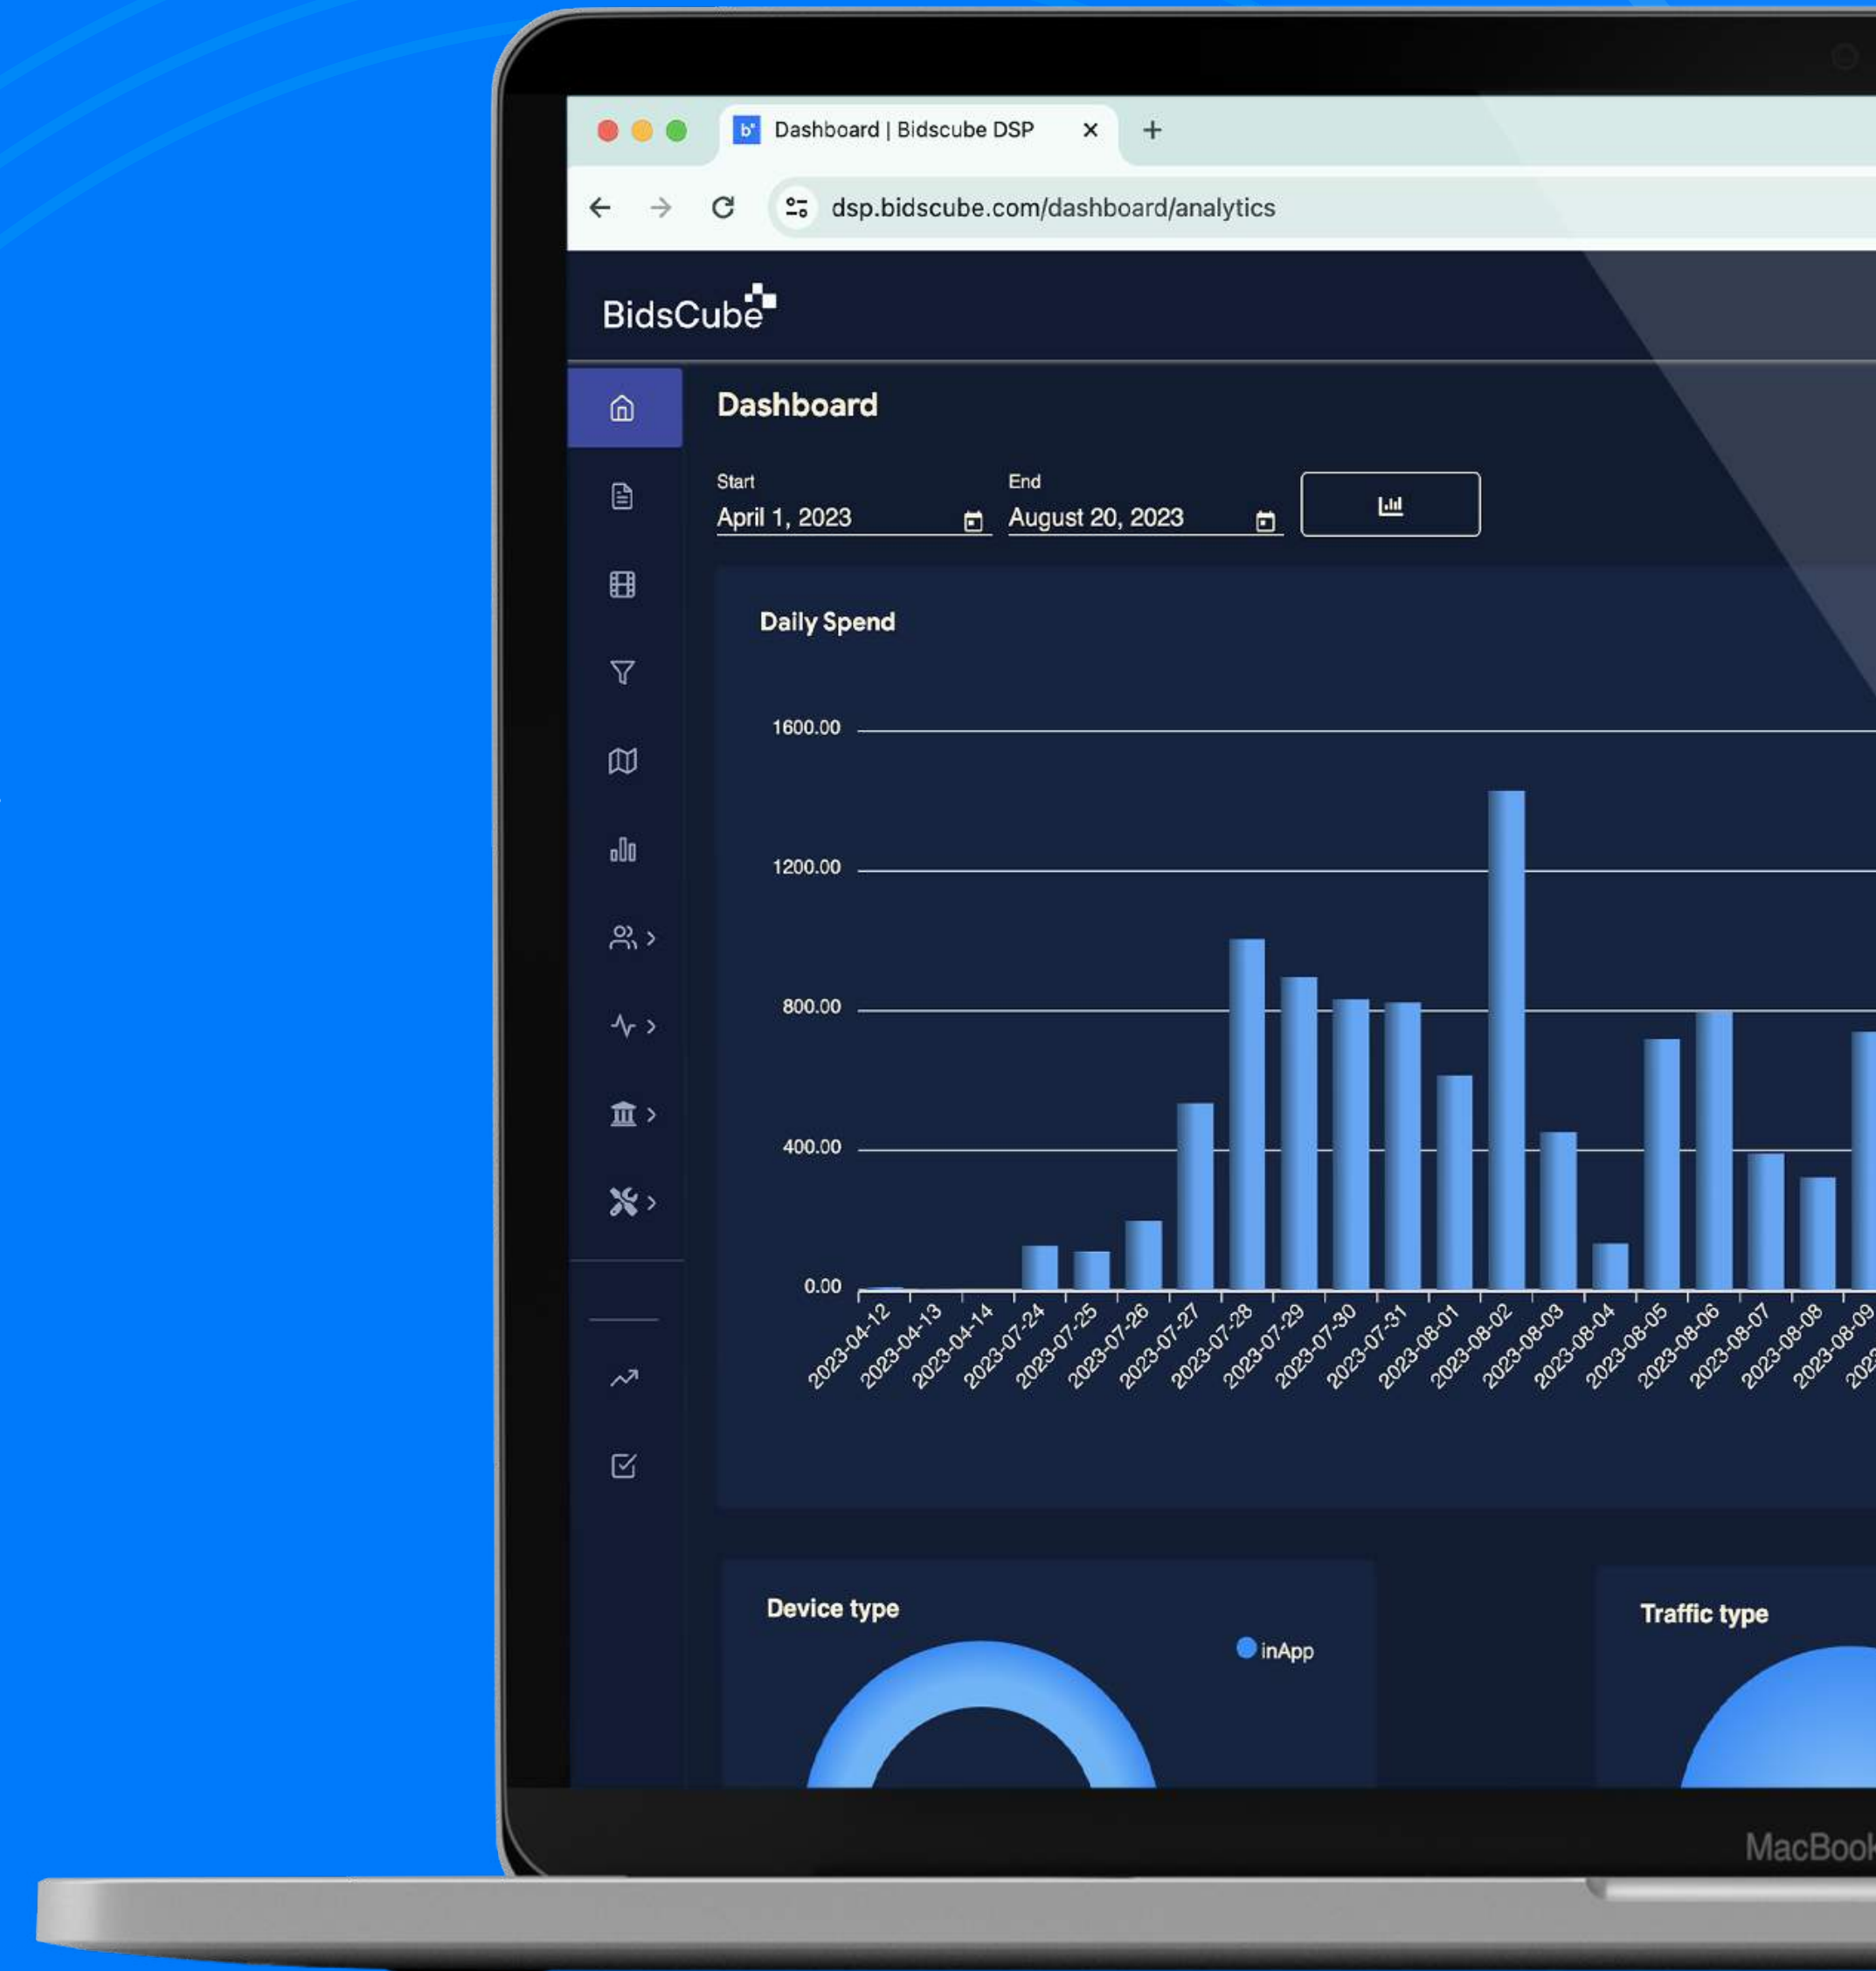 Dashboard | Bidscube DSP
dsp.bidscube.com/dashboard/analytics
BidsCube
Dashboard
Start
End
April 1, 2023
August 20, 2023
Daily Spend
1600.00
1200.00
800.00
400.00
0.00
2023-04-12
2023-04-13
2023-04-14
2023-07-24
2023-07-25
2023-07-26
2023-07-27
2023-07-28
2023-07-29
2023-07-30
2023-07-31
2023-08-01
2023-08-02
2023-08-03
2023-08-04
2023-08-05
2023-08-06
2023-08-07
2023-08-08
2023-08-09
Device type
inApp
Traffic type
MacBook